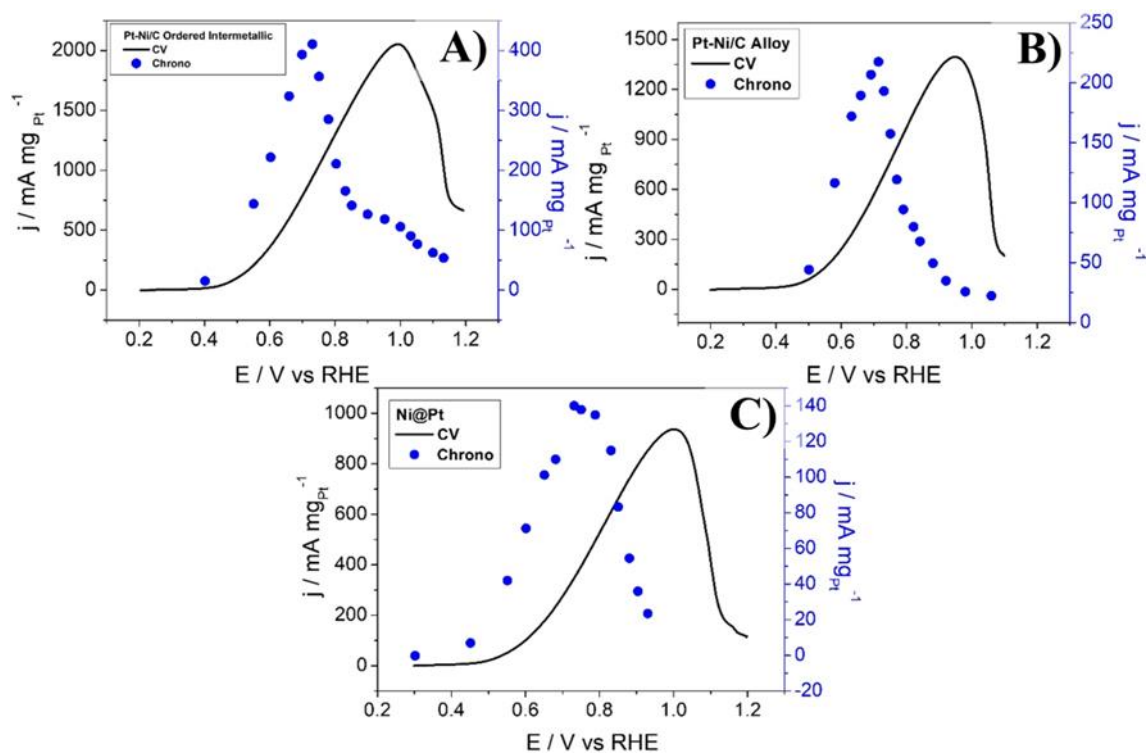 Pt-Ni/C Ordered Intermetallic
CV
Chrono
A)
2000
1500
1000
500
0
j / mA mg Pt -1
400
300
200
100
0
j / mA mg Pt -1
0.2 0.4 0.6 0.8 1.0 1.2
E / V vs RHE
Pt-Ni/C Alloy
CV
Chrono
B)
1500
1200
900
600
300
0
j / mA mg Pt -1
250
200
150
100
50
0
j / mA mg Pt -1
0.2 0.4 0.6 0.8 1.0 1.2
E / V vs RHE
Ni@Pt
CV
Chrono
C)
1000
800
600
400
200
0
j / mA mg Pt -1
140
120
100
80
60
40
20
0
-20
j / mA mg Pt -1
0.2 0.4 0.6 0.8 1.0 1.2
E / V vs RHE